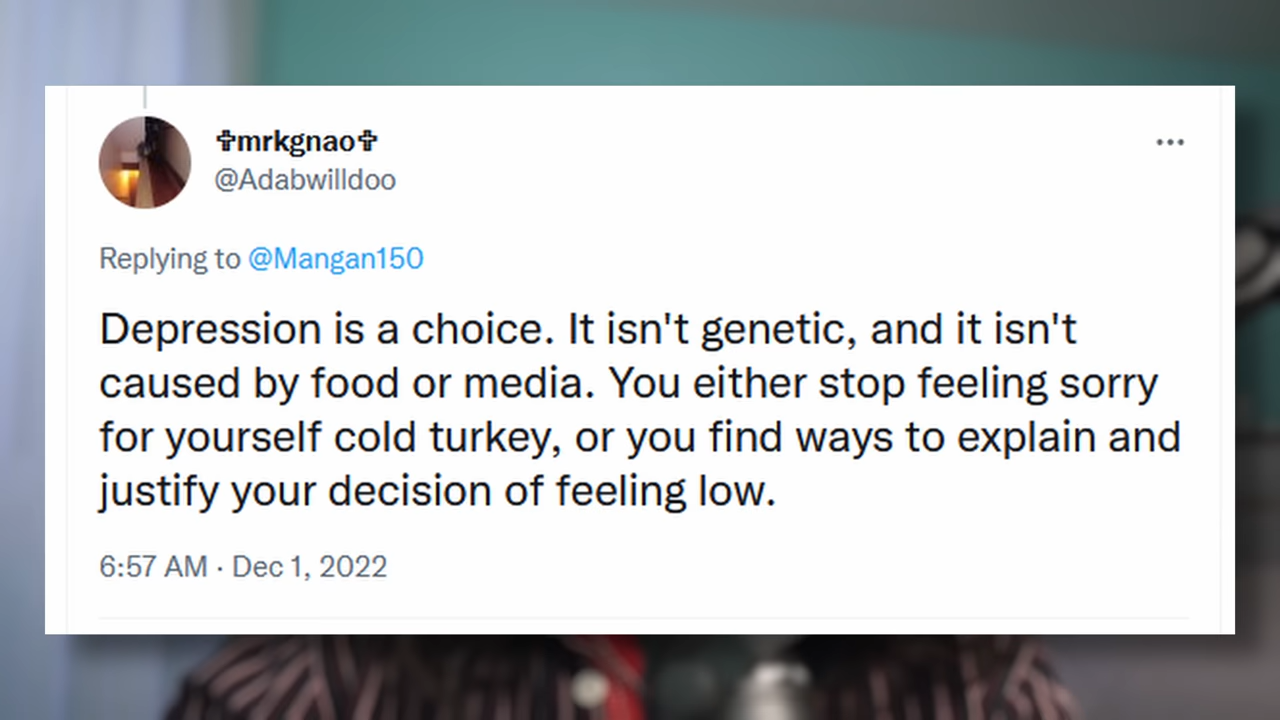 ✞mrkgnao✞
@Adabwilldoo
Replying to @Mangan150
Depression is a choice. It isn't genetic, and it isn't
caused by food or media. You either stop feeling sorry
for yourself cold turkey, or you find ways to explain and
justify your decision of feeling low.
6:57 AM · Dec 1, 2022